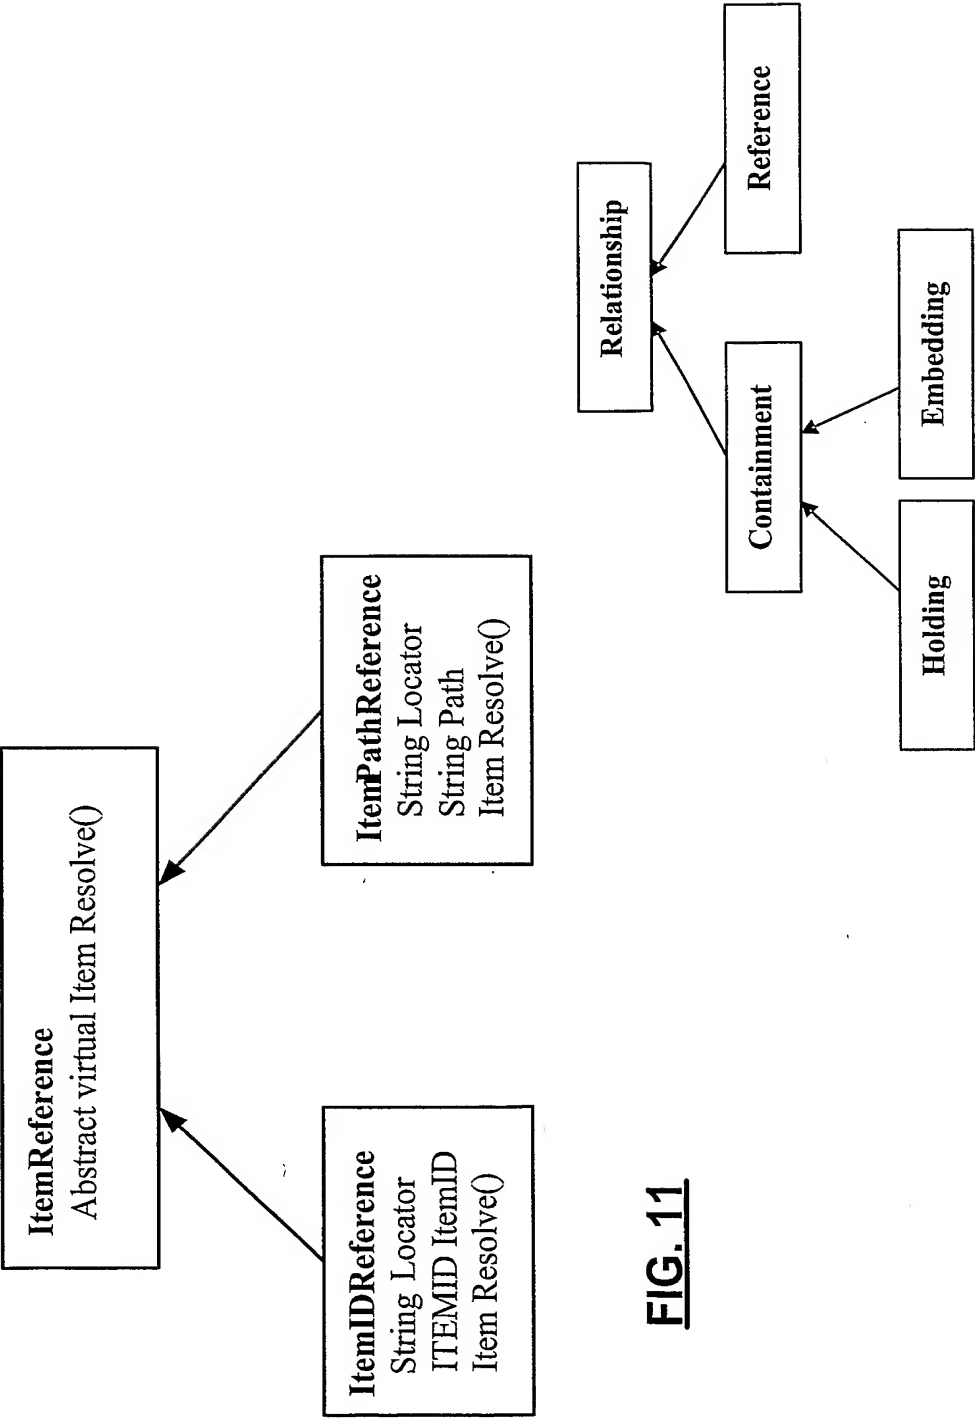 ItemReference
Abstract virtual Item Resolve()
ItemIDReference
String Locator
ITEMID ItemID
Item Resolve()
ItemPathReference
String Locator
String Path
Item Resolve()
Relationship
Containment
Reference
Holding
Embedding
FIG. 11